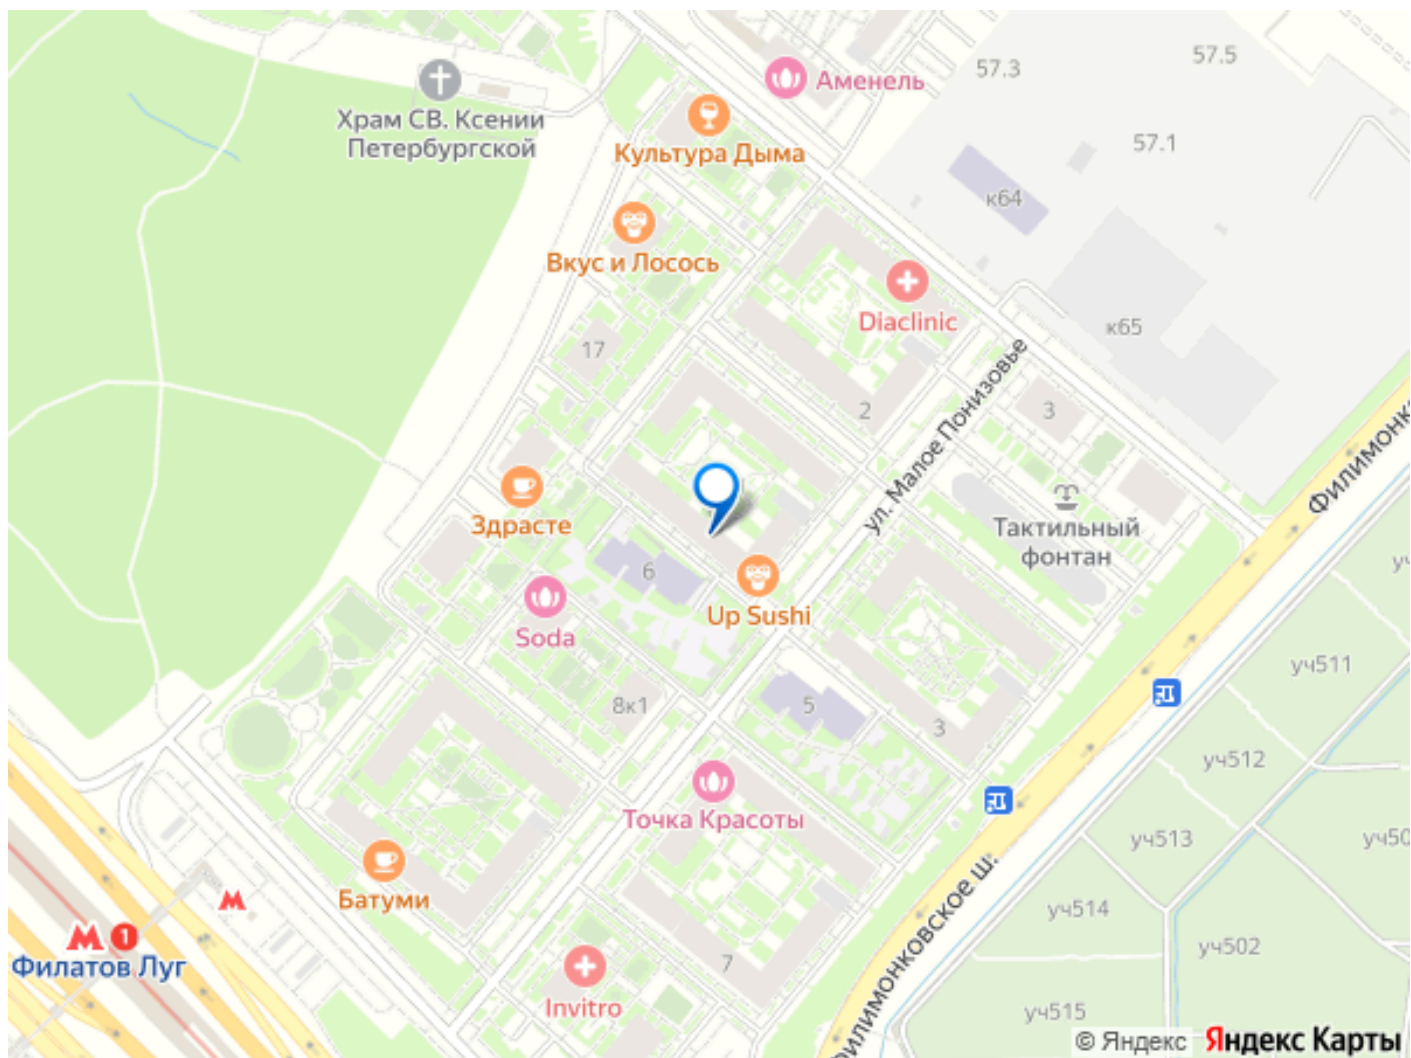 57.5
57.3
Аменель
Храм СВ. Ксении
Петербургской
Культура Дыма
57.1
к64
Вкус и Лосось
Diaclinic
к65
17
2
3
ул. Малое Понизовье
Филимонк
Здрасте
Тактильный
фонтан
6
Up Sushi
Soda
уч511
8к1
5
3
уч512
Точка Красоты
уч513
уч50
Батуми
Филимонковское ш.
уч514
М
М 1
Филатов Луг
7
уч502
Invitro
уч515
© Яндекс Яндекс Карты